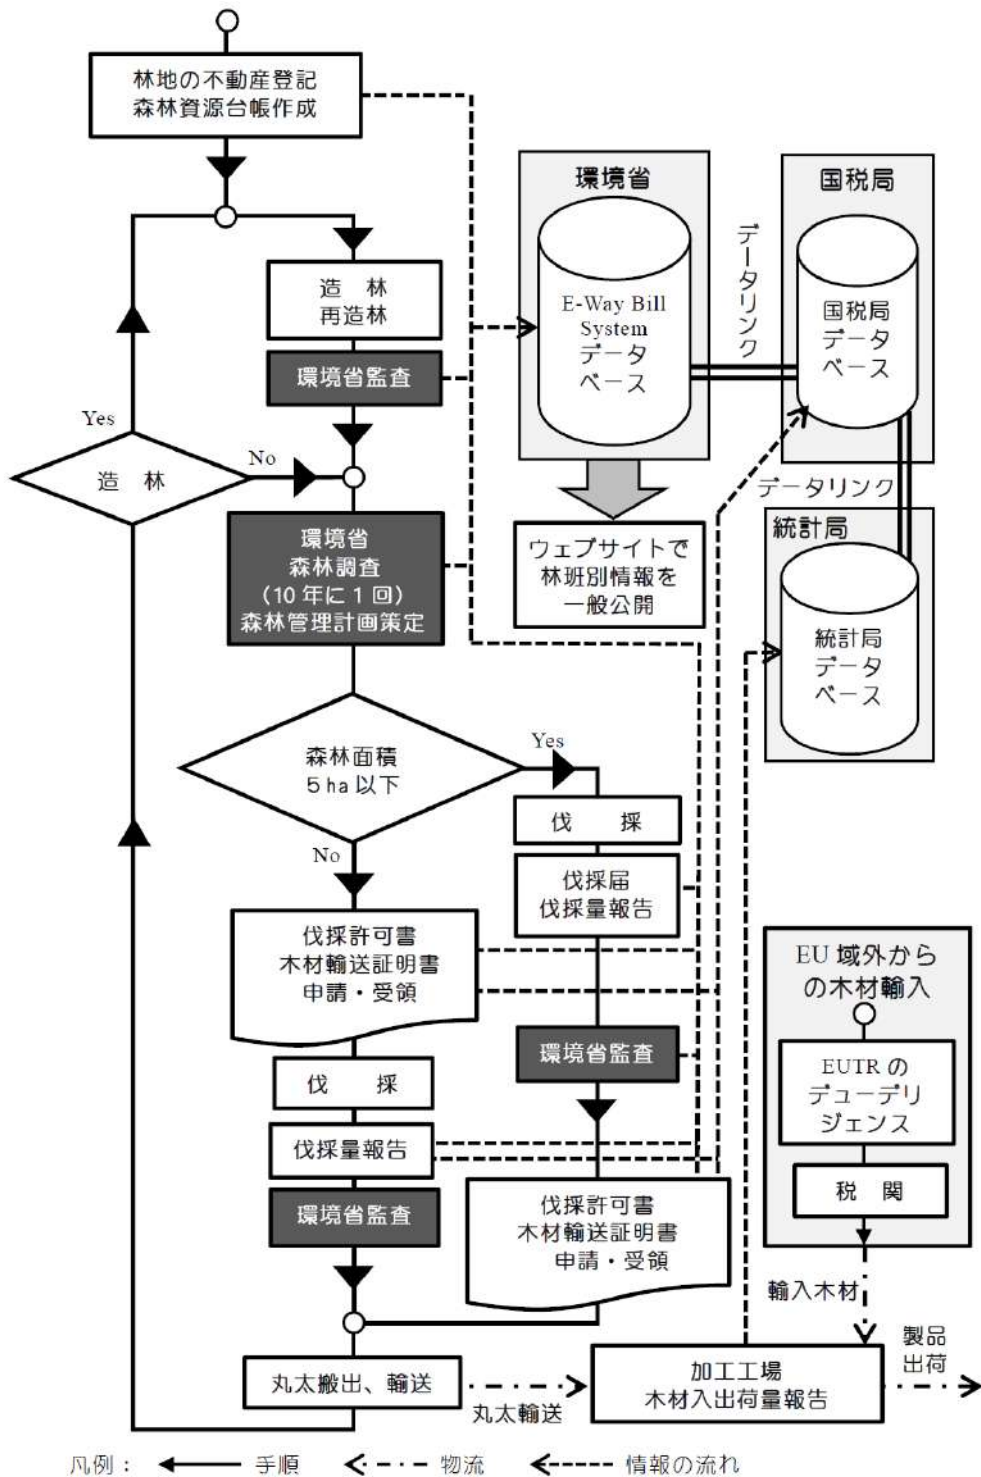 林地の不動産登記
森林資源台帳作成
造　林
再造林
環境省監査
Yes
造　林
No
環境省
森林調査
（10 年に 1 回）
森林管理計画策定
環境省
E-Way Bill
System
データ
ベース
データリンク
国税局
国税局
データ
ベース
データリンク
ウェブサイトで
林班別情報を
一般公開
統計局
統計局
データ
ベース
森林面積
5 ha 以下
Yes
No
伐　採
伐採届
伐採量報告
環境省監査
伐採許可書
木材輸送証明書
申請・受領
伐採許可書
木材輸送証明書
申請・受領
伐　採
伐採量報告
環境省監査
EU 域外から
の木材輸入
EUTR の
デューデリ
ジェンス
税　関
輸入木材
丸太搬出、輸送
丸太輸送
加工工場
木材入出荷量報告
製品
出荷
凡例： 手順 物流 情報の流れ